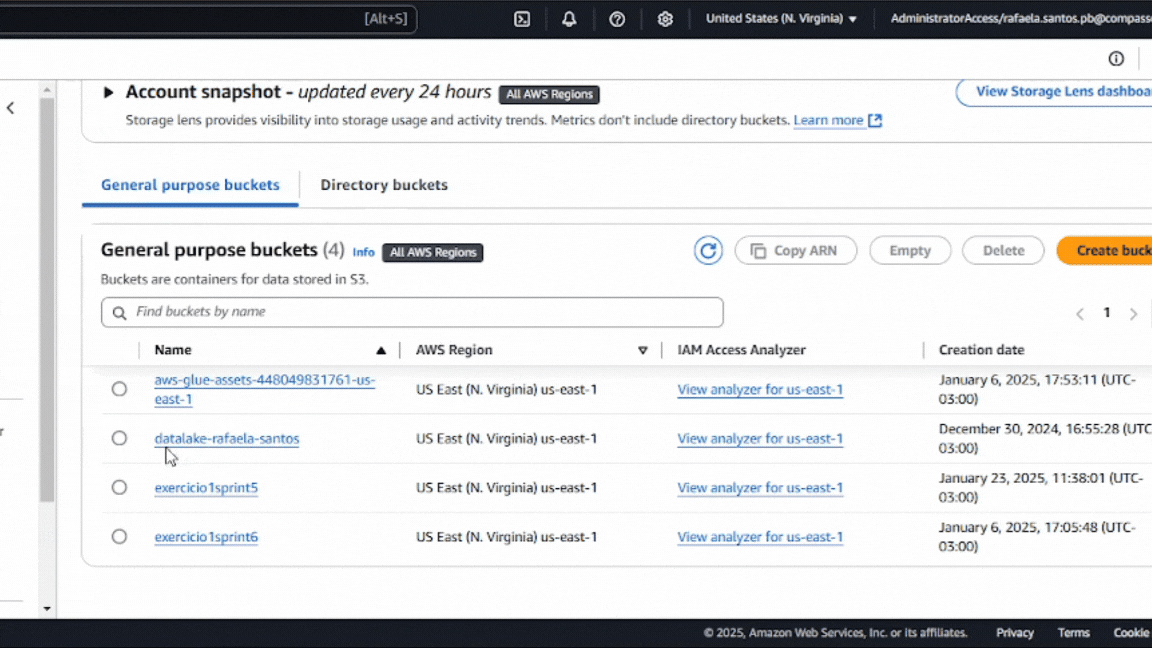 [Alt+S]
United States (N. Virginia)
AdministratorAccess/rafaela.santos.pb@compass
Account snapshot - updated every 24 hours All AWS Regions
View Storage Lens dashboa
Storage lens provides visibility into storage usage and activity trends. Metrics don't include directory buckets. Learn more
General purpose buckets
Directory buckets
General purpose buckets (4) Info All AWS Regions
Copy ARN
Empty
Delete
Create buck
Buckets are containers for data stored in S3.
Find buckets by name
1
Name
AWS Region
IAM Access Analyzer
Creation date
aws-glue-assets-448049831761-us-
east-1
US East (N. Virginia) us-east-1
View analyzer for us-east-1
January 6, 2025, 17:53:11 (UTC-
03:00)
datalake-rafaela-santos
US East (N. Virginia) us-east-1
View analyzer for us-east-1
December 30, 2024, 16:55:28 (UTC
03:00)
exercicio1sprint5
US East (N. Virginia) us-east-1
View analyzer for us-east-1
January 23, 2025, 11:38:01 (UTC-
03:00)
exercicio1sprint6
US East (N. Virginia) us-east-1
View analyzer for us-east-1
January 6, 2025, 17:05:48 (UTC-
03:00)
© 2025, Amazon Web Services, Inc. or its affiliates.
Privacy
Terms
Cookie